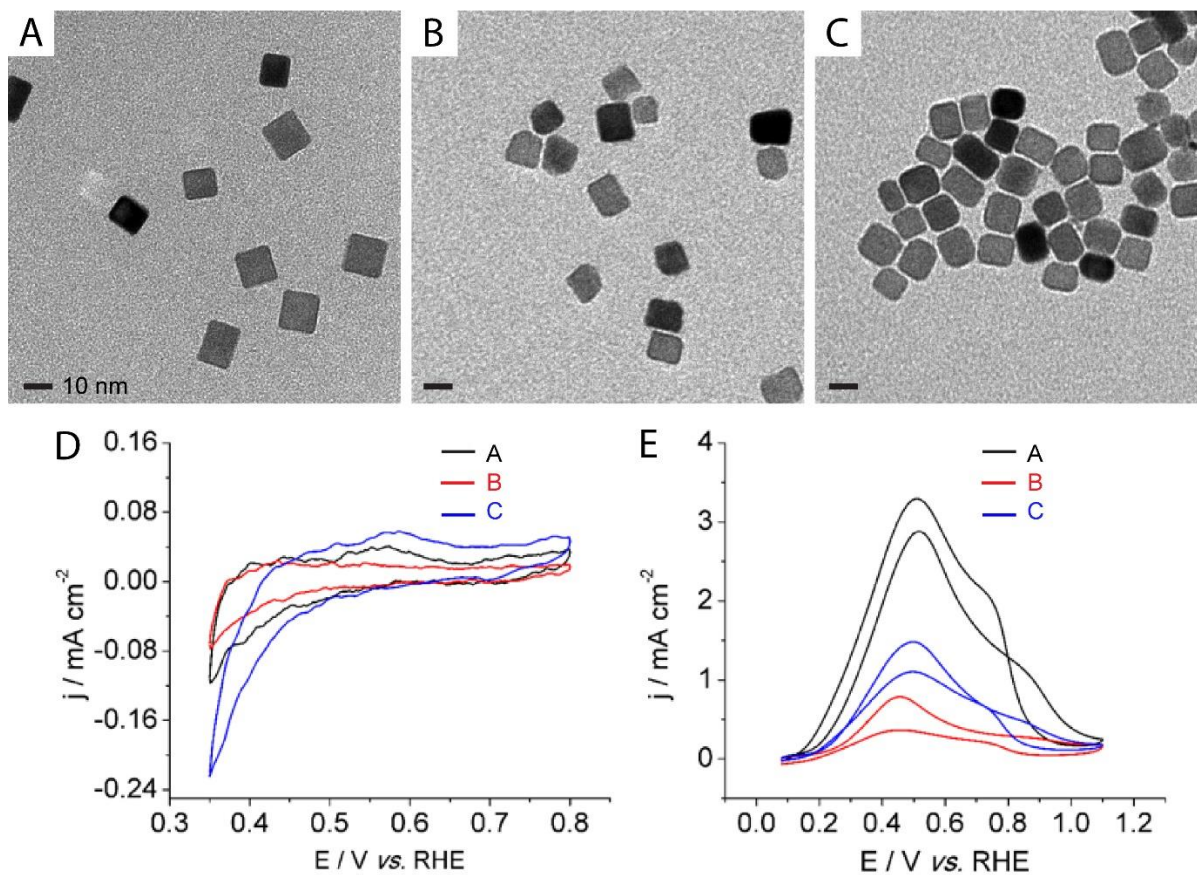 A
B
C
10 nm
D
A
B
C
0.16
0.08
0.00
-0.08
-0.16
-0.24
j / mA cm⁻²
0.3
0.4
0.5
0.6
0.7
0.8
E / V vs. RHE
E
A
B
C
4
3
2
1
0
j / mA cm⁻²
0.0
0.2
0.4
0.6
0.8
1.0
1.2
E / V vs. RHE